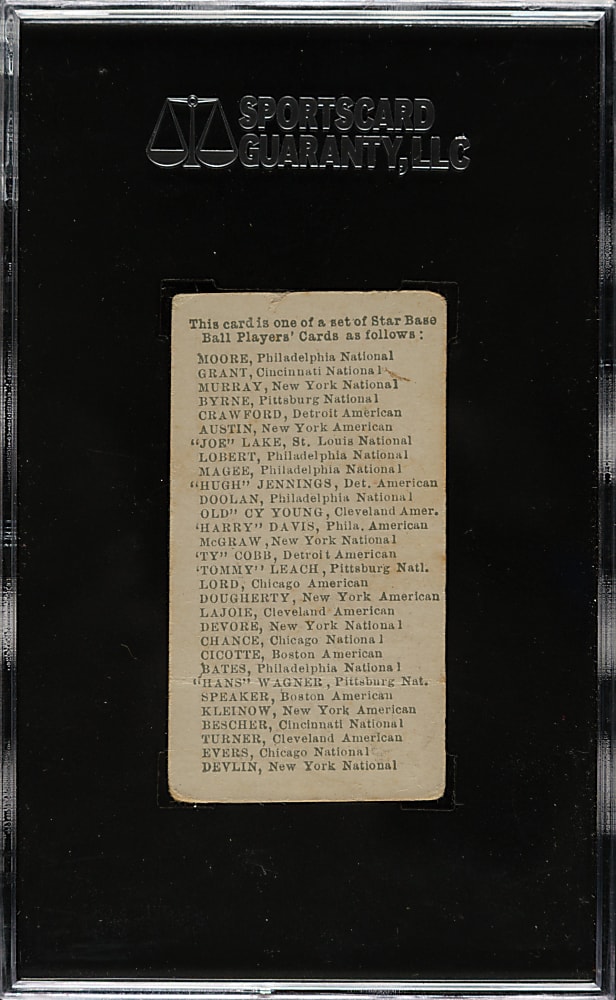 SPORTSCARD
GUARANTY, LLC
This card is one of a set of Star Base
Ball Players' Cards as follows:
MOORE, Philadelphia National
GRANT, Cincinnati National
MURRAY, New York National
BYRNE, Pittsburg National
CRAWFORD, Detroit American
AUSTIN, New York American
"JOE" LAKE, St. Louis National
LOBERT, Philadelphia National
MAGEE, Philadelphia National
"HUGH" JENNINGS, Det. American
DOOLAN, Philadelphia National
OLD" CY YOUNG, Cleveland Amer.
'HARRY" DAVIS, Phila. American
McGRAW, New York National
'TY" COBB, Detroit American
'TOMMY" LEACH, Pittsburg Natl.
LORD, Chicago American
DOUGHERTY, New York American
LAJOIE, Cleveland American
DEVORE, New York National
CHANCE, Chicago National
CICOTTE, Boston American
BATES, Philadelphia National
"HANS" WAGNER, Pittsburg Nat.
SPEAKER, Boston American
KLEINOW, New York American
BESCHER, Cincinnati National
TURNER, Cleveland American
EVERS, Chicago National
DEVLIN, New York National